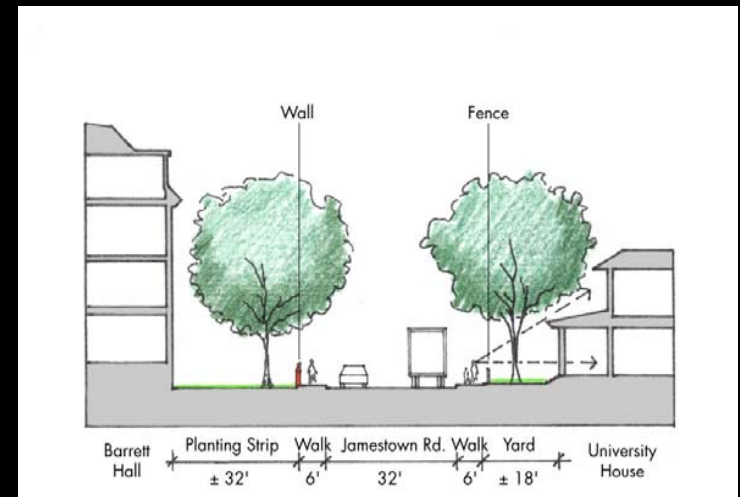 Wall
Fence
Barrett
Hall
Planting Strip
Walk
Jamestown Rd.
Walk
Yard
University
House
± 32'
6'
32'
6'
± 18'